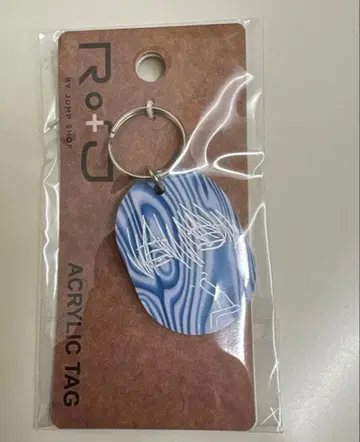 R+J
BY JUMP SHOP
ACRYLIC TAG